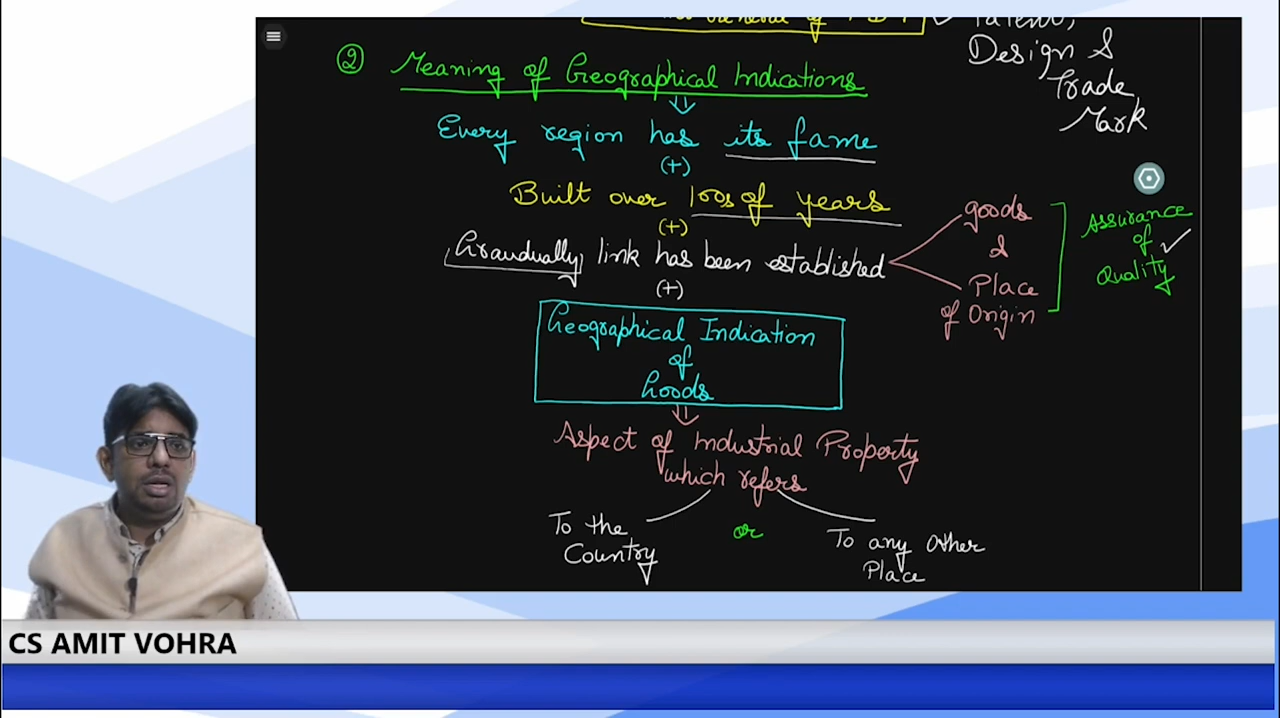 of
Design &
Trade
Mark
② Meaning of Geographical Indications
Every region has its fame
(+)
Built over 100s of years
(+)
Graudually link has been established
goods
&
Place
of Origin
Assurance
of
Quality
(+)
Geographical Indication
of
Goods
Aspect of Industrial Property
which refers
To the
Country
or
To any Other
Place
CS AMIT VOHRA